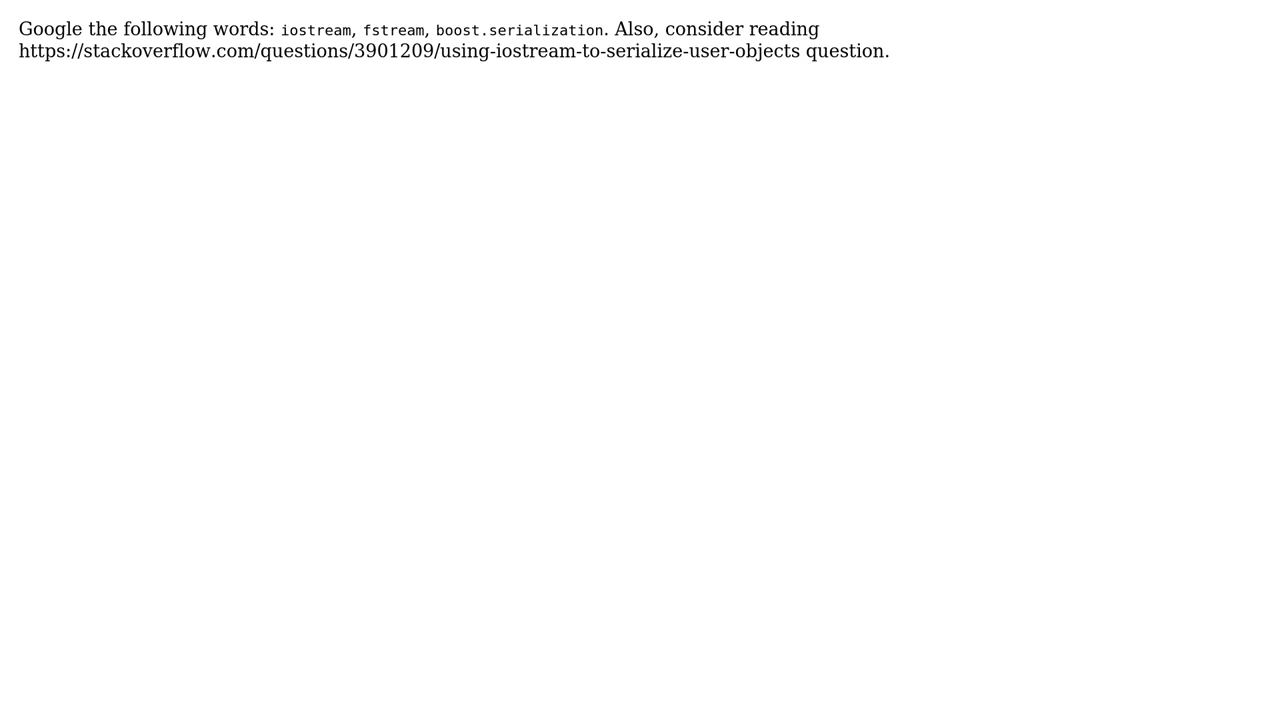 Google the following words: iostream, fstream, boost.serialization. Also, consider reading
https://stackoverflow.com/questions/3901209/using-iostream-to-serialize-user-objects question.